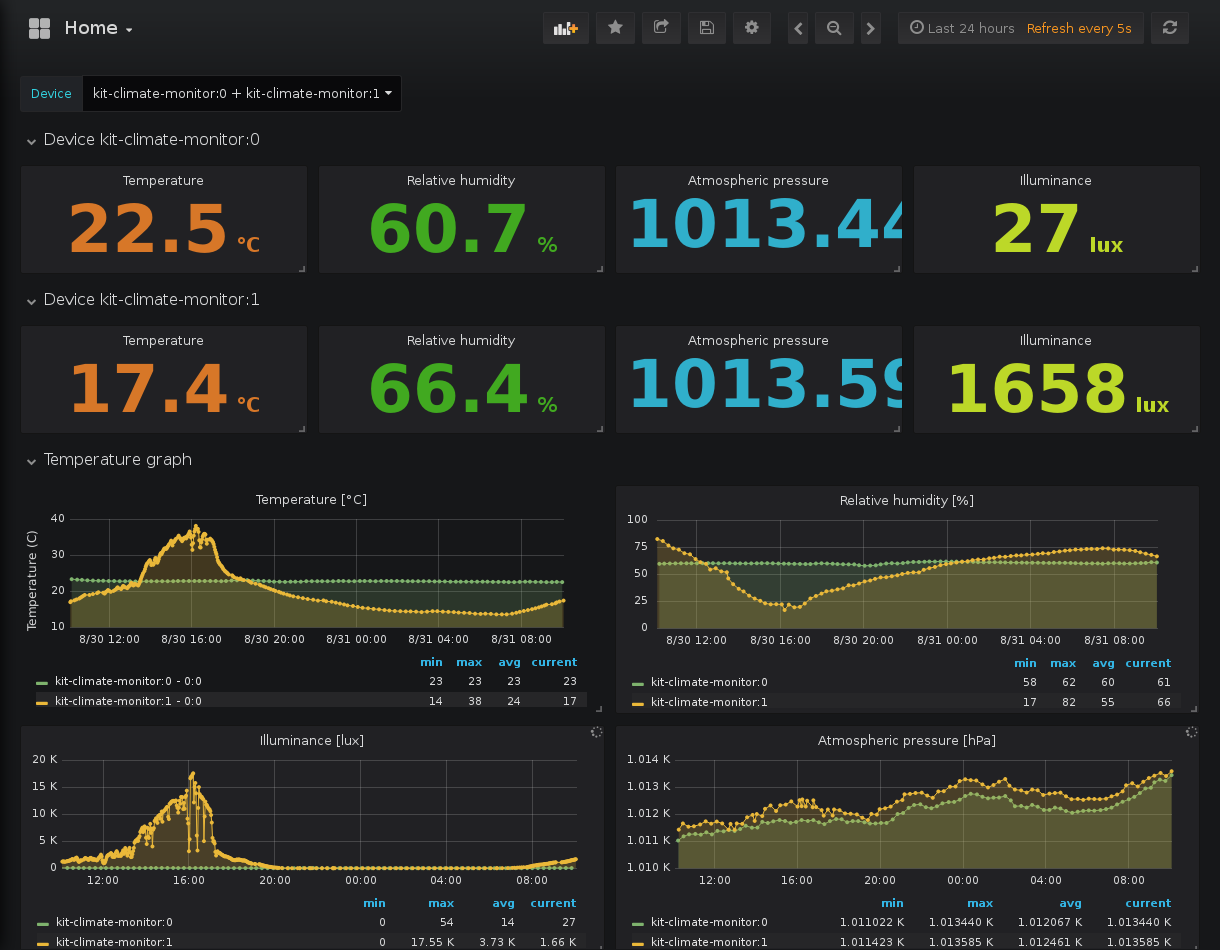 Home
Last 24 hours Refresh every 5s
Device kit-climate-monitor:0 + kit-climate-monitor:1
Device kit-climate-monitor:0
Temperature Relative humidity Atmospheric pressure Illuminance
22.5 °C 60.7 % 1013.44 27 lux
Device kit-climate-monitor:1
Temperature Relative humidity Atmospheric pressure Illuminance
17.4 °C 66.4 % 1013.59 1658 lux
Temperature graph
Temperature [°C]
Temperature (C)
40
30
20
10
8/30 12:00 8/30 16:00 8/30 20:00 8/31 00:00 8/31 04:00 8/31 08:00
min max avg current
kit-climate-monitor:0 - 0:0 23 23 23 23
kit-climate-monitor:1 - 0:0 14 38 24 17
Relative humidity [%]
100
75
50
25
0
8/30 12:00 8/30 16:00 8/30 20:00 8/31 00:00 8/31 04:00 8/31 08:00
min max avg current
kit-climate-monitor:0 58 62 60 61
kit-climate-monitor:1 17 82 55 66
Illuminance [lux]
20 K
15 K
10 K
5 K
0
12:00 16:00 20:00 00:00 04:00 08:00
min max avg current
kit-climate-monitor:0 0 54 14 27
kit-climate-monitor:1 0 17.55 K 3.73 K 1.66 K
Atmospheric pressure [hPa]
1.014 K
1.013 K
1.012 K
1.011 K
1.010 K
12:00 16:00 20:00 00:00 04:00 08:00
min max avg current
kit-climate-monitor:0 1.011022 K 1.013440 K 1.012067 K 1.013440 K
kit-climate-monitor:1 1.011423 K 1.013585 K 1.012461 K 1.013585 K